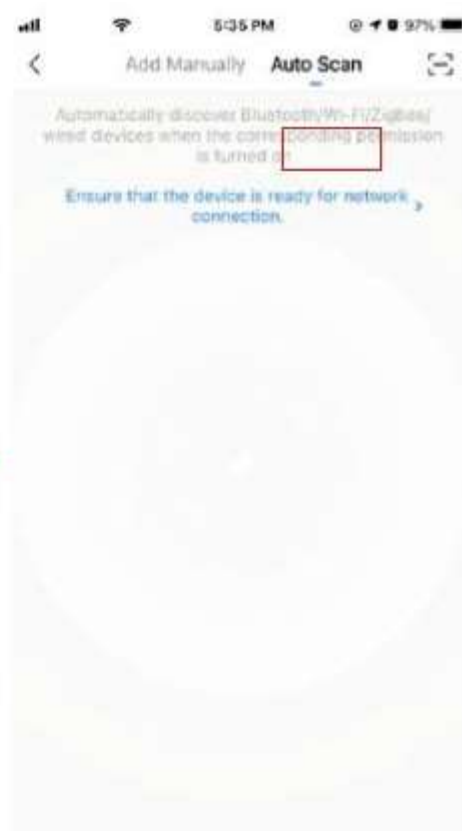 5:35 PM 97%
Add Manually Auto Scan
Automatically discover Bluetooth/Wi-Fi/Zigbee/
wired devices when the corresponding permission
is turned on
Ensure that the device is ready for network
connection.